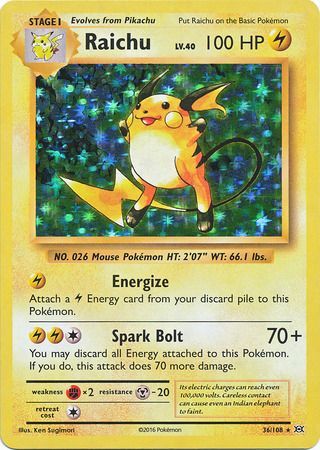 STAGE 1
Evolves from Pikachu
Put Raichu on the Basic Pokémon
Raichu LV.40 100 HP
NO. 026 Mouse Pokémon HT: 2'07" WT: 66.1 lbs.
Energize
Attach a Energy card from your discard pile to this
Pokémon.
Spark Bolt 70+
You may discard all Energy attached to this Pokémon.
If you do, this attack does 70 more damage.
weakness ×2 resistance -20
retreat
cost
Its electric charges can reach even
100,000 volts. Careless contact
can cause even an Indian elephant
to faint.
Illus. Ken Sugimori
©2016 Pokémon
36/108 ★